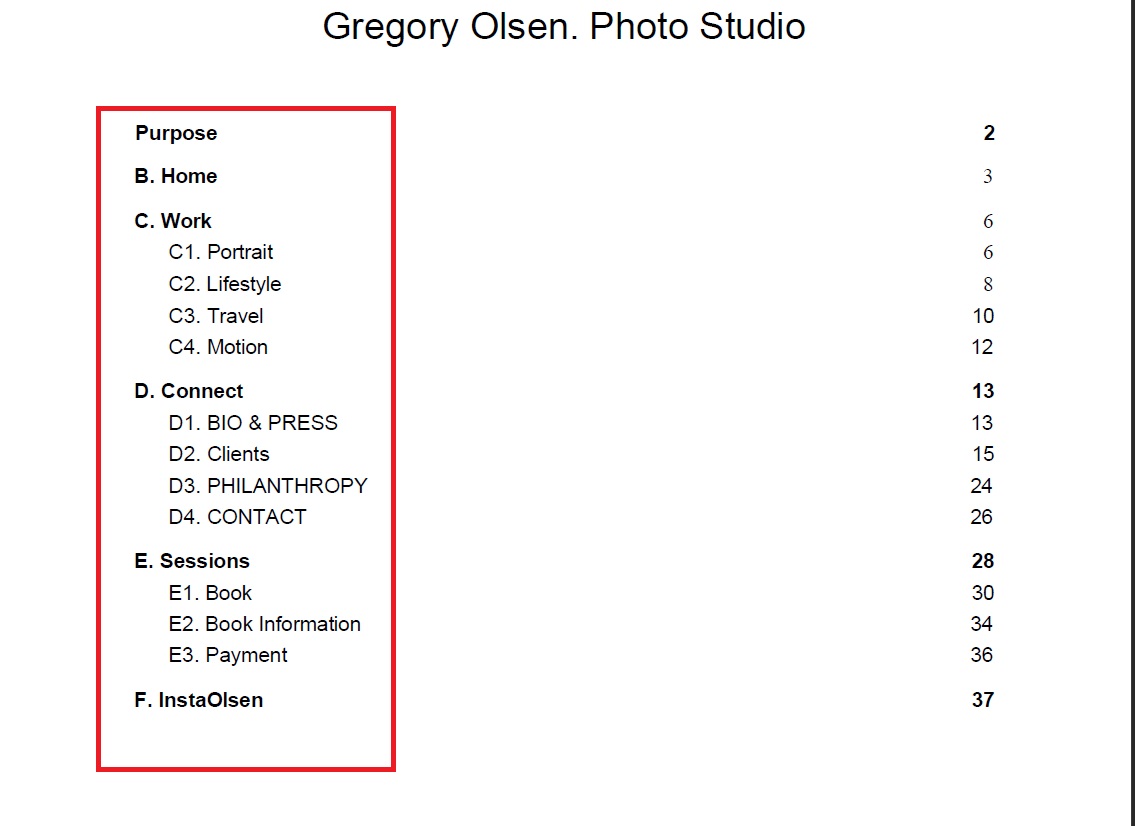 Gregory Olsen. Photo Studio
Purpose 2
B. Home 3
C. Work 6
C1. Portrait 6
C2. Lifestyle 8
C3. Travel 10
C4. Motion 12
D. Connect 13
D1. BIO & PRESS 13
D2. Clients 15
D3. PHILANTHROPY 24
D4. CONTACT 26
E. Sessions 28
E1. Book 30
E2. Book Information 34
E3. Payment 36
F. InstaOlsen 37